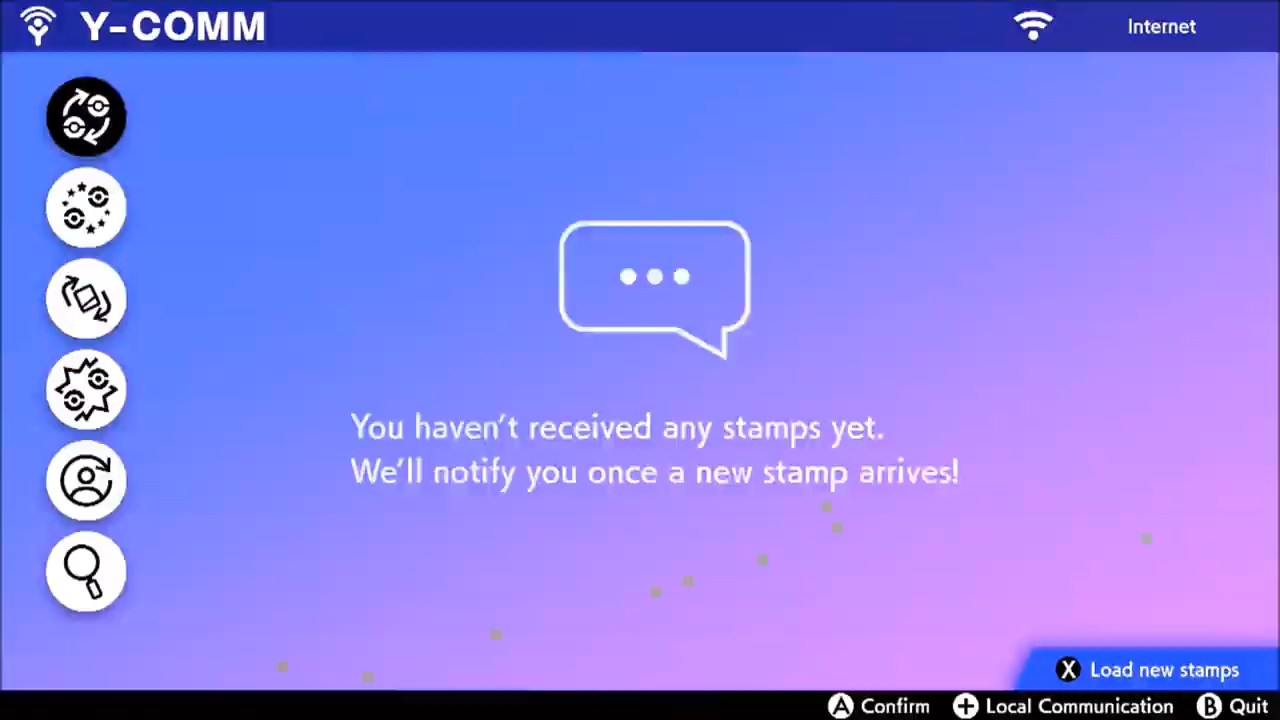 Y-COMM
Internet
You haven't received any stamps yet.
We'll notify you once a new stamp arrives!
X Load new stamps
A Confirm + Local Communication B Quit